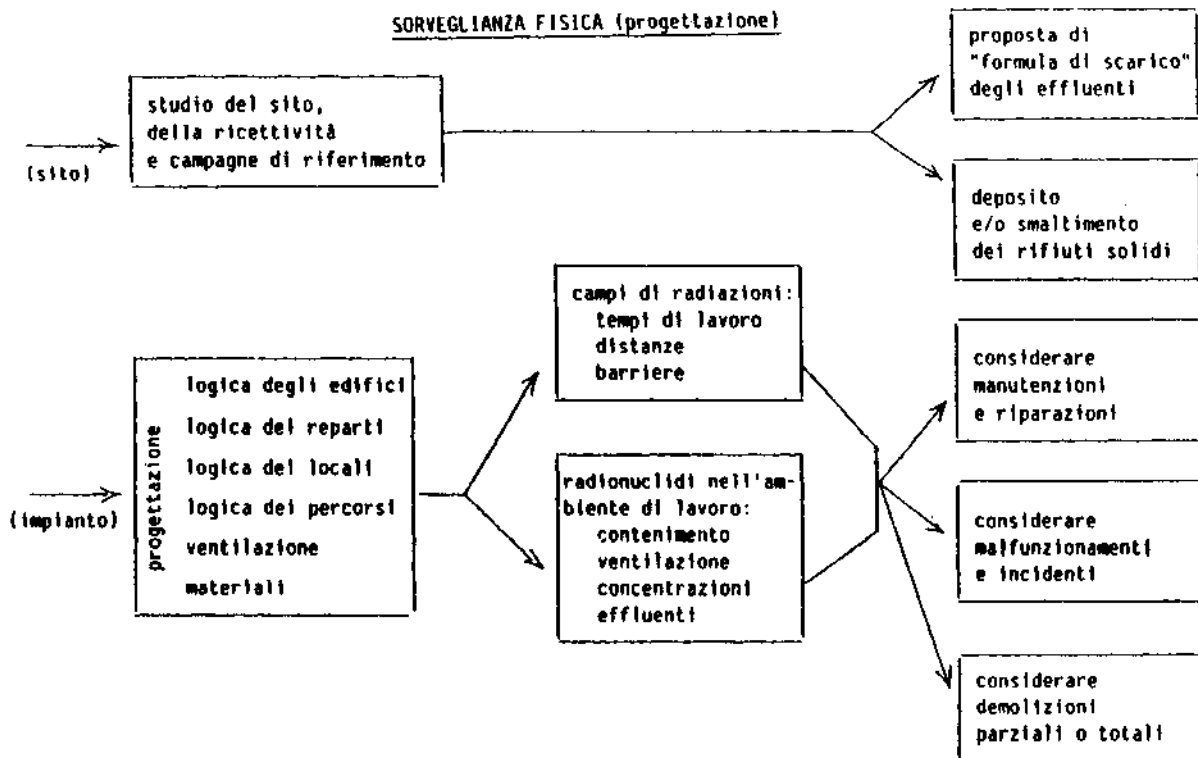 SORVEGLIANZA FISICA (progettazione)
(sito)
studio del sito,
della ricettività
e campagne di riferimento
proposta di
"formula di scarico"
degli effluenti
deposito
e/o smaltimento
dei rifiuti solidi
(impianto)
progettazione
logica degli edifici
logica dei reparti
logica dei locali
logica dei percorsi
ventilazione
materiali
campi di radiazioni:
tempi di lavoro
distanze
barriere
radionuclidi nell'am-
biente di lavoro:
contenimento
ventilazione
concentrazioni
effluenti
considerare
manutenzioni
e riparazioni
considerare
malfunzionamenti
e incidenti
considerare
demolizioni
parziali o totali